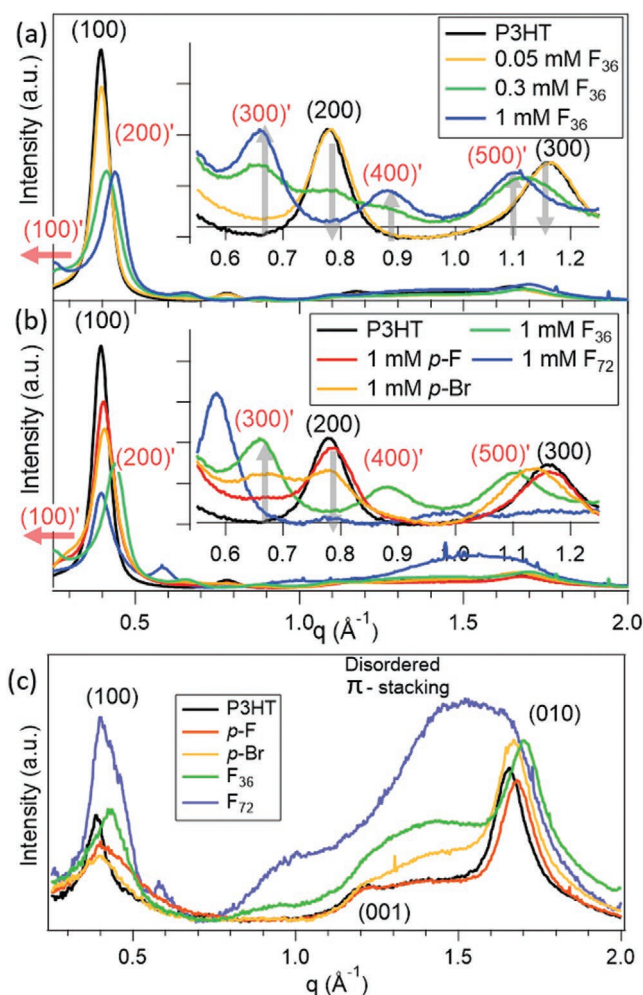 (a)
(100)
(200)'
(100)'
Intensity (a.u.)
(300)'
(200)
(400)'
(500)'
(300)
P3HT
0.05 mM F36
0.3 mM F36
1 mM F36
0.6 0.7 0.8 0.9 1.0 1.1 1.2
(b)
(100)
(200)'
(100)'
Intensity (a.u.)
P3HT
1 mM p-F
1 mM p-Br
1 mM F36
1 mM F72
(300)'
(200)
(400)'
(500)'
(300)
0.6 0.7 0.8 0.9 1.0 1.1 1.2
0.5 1.0 1.5 2.0
q (Å-1)
(c)
(100)
P3HT
p-F
p-Br
F36
F72
Disordered
π - stacking
(010)
(001)
Intensity (a.u.)
0.5 1.0 1.5 2.0
q (Å-1)